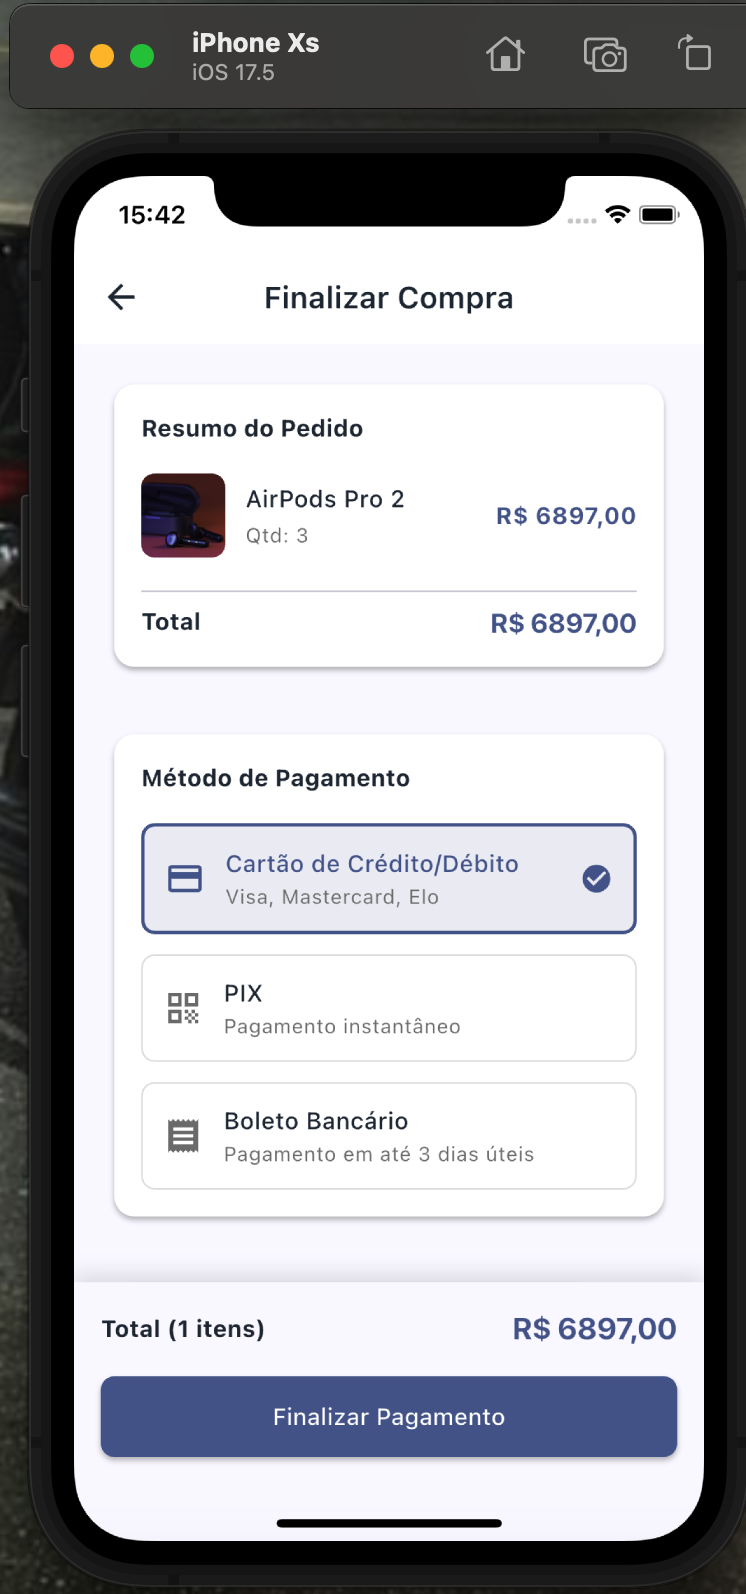 iPhone Xs
iOS 17.5
15:42
Finalizar Compra
Resumo do Pedido
AirPods Pro 2
Qtd: 3
R$ 6897,00
Total
R$ 6897,00
Método de Pagamento
Cartão de Crédito/Débito
Visa, Mastercard, Elo
PIX
Pagamento instantâneo
Boleto Bancário
Pagamento em até 3 dias úteis
Total (1 itens)
R$ 6897,00
Finalizar Pagamento